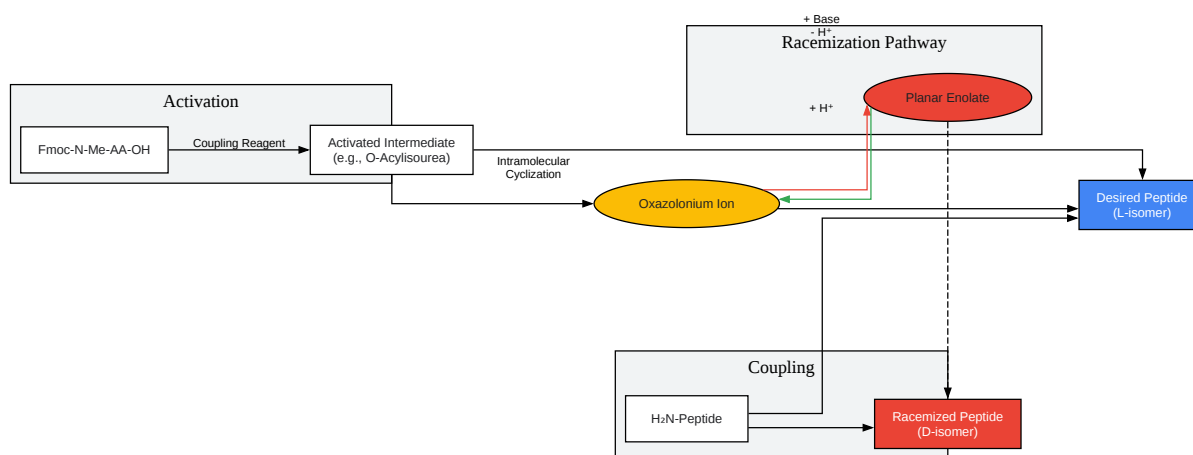 + Base
- H⁺
Racemization Pathway
Planar Enolate
+ H⁺
Activation
Fmoc-N-Me-AA-OH
Coupling Reagent
Activated Intermediate
(e.g., O-Acylisourea)
Intramolecular
Cyclization
Oxazolonium Ion
Desired Peptide
(L-isomer)
Coupling
H₂N-Peptide
Racemized Peptide
(D-isomer)